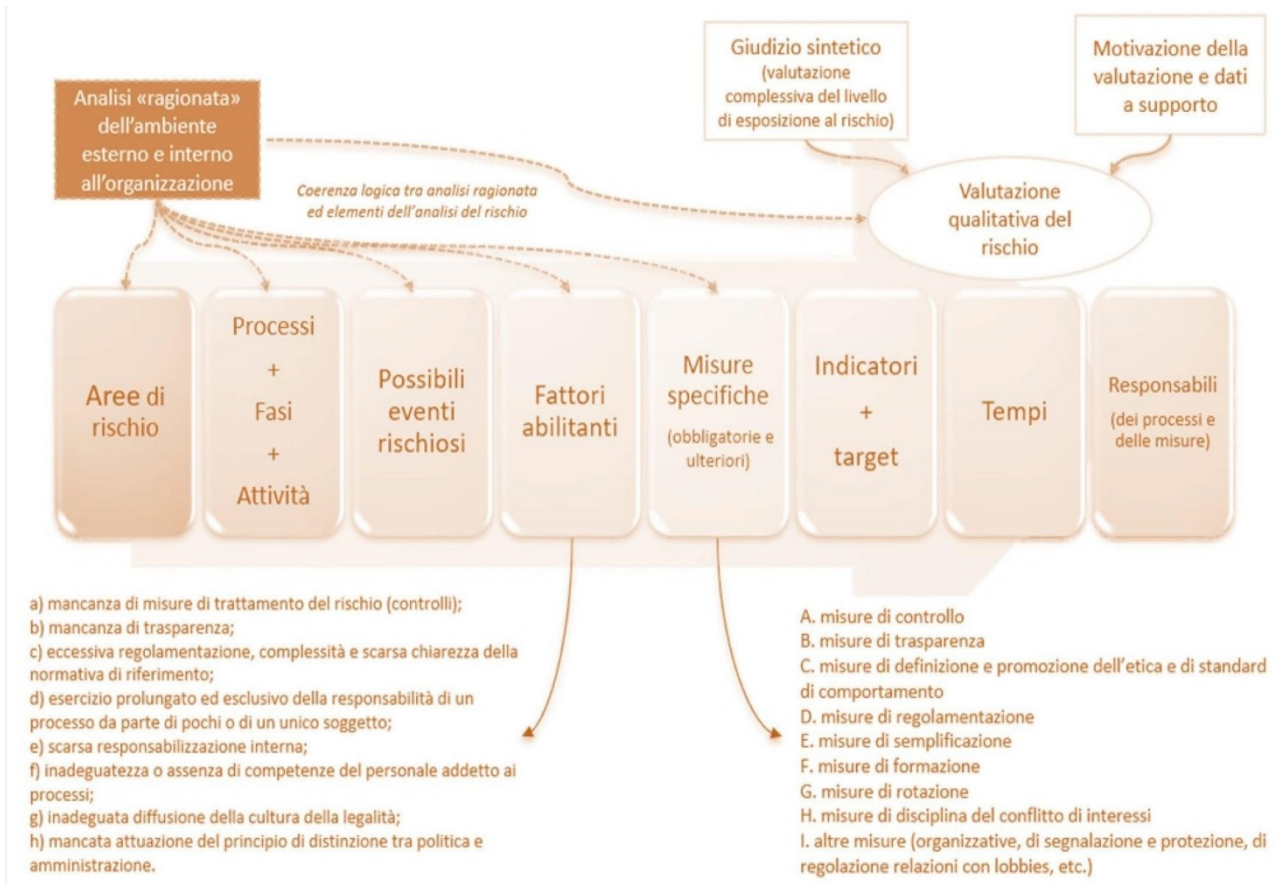 Analisi «ragionata»
dell'ambiente
esterno e interno
all'organizzazione
Giudizio sintetico
(valutazione
complessiva del livello
di esposizione al rischio)
Motivazione della
valutazione e dati
a supporto
Coerenza logica tra analisi ragionata
ed elementi dell'analisi del rischio
Valutazione
qualitativa del
rischio
Aree di
rischio
Processi
+
Fasi
+
Attività
Possibili
eventi
rischiosi
Fattori
abilitanti
Misure
specifiche
(obbligatorie e
ulteriori)
Indicatori
+
target
Tempi
Responsabili
(dei processi e
delle misure)
a) mancanza di misure di trattamento del rischio (controlli);
b) mancanza di trasparenza;
c) eccessiva regolamentazione, complessità e scarsa chiarezza della
normativa di riferimento;
d) esercizio prolungato ed esclusivo della responsabilità di un
processo da parte di pochi o di un unico soggetto;
e) scarsa responsabilizzazione interna;
f) inadeguatezza o assenza di competenze del personale addetto ai
processi;
g) inadeguata diffusione della cultura della legalità;
h) mancata attuazione del principio di distinzione tra politica e
amministrazione.
A. misure di controllo
B. misure di trasparenza
C. misure di definizione e promozione dell'etica e di standard
di comportamento
D. misure di regolamentazione
E. misure di semplificazione
F. misure di formazione
G. misure di rotazione
H. misure di disciplina del conflitto di interessi
I. altre misure (organizzative, di segnalazione e protezione, di
regolazione relazioni con lobbies, etc.)